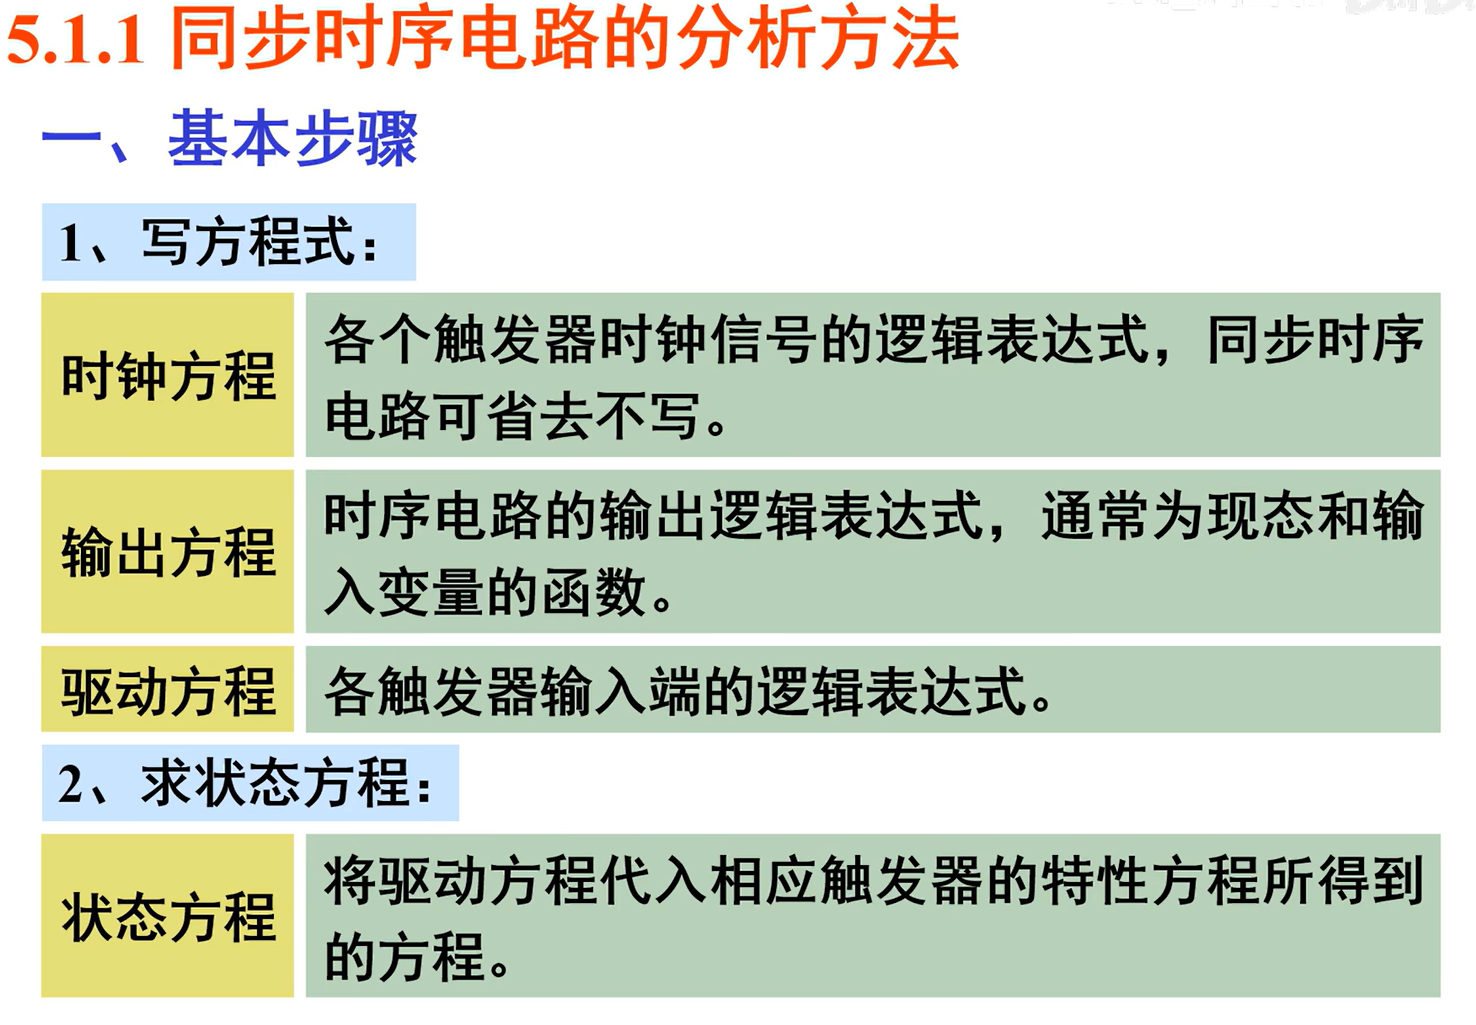 5.1.1 同步时序电路的分析方法
一、基本步骤
1、写方程式：
时钟方程
各个触发器时钟信号的逻辑表达式，同步时序
电路可省去不写。
输出方程
时序电路的输出逻辑表达式，通常为现态和输
入变量的函数。
驱动方程
各触发器输入端的逻辑表达式。
2、求状态方程：
状态方程
将驱动方程代入相应触发器的特性方程所得到
的方程。